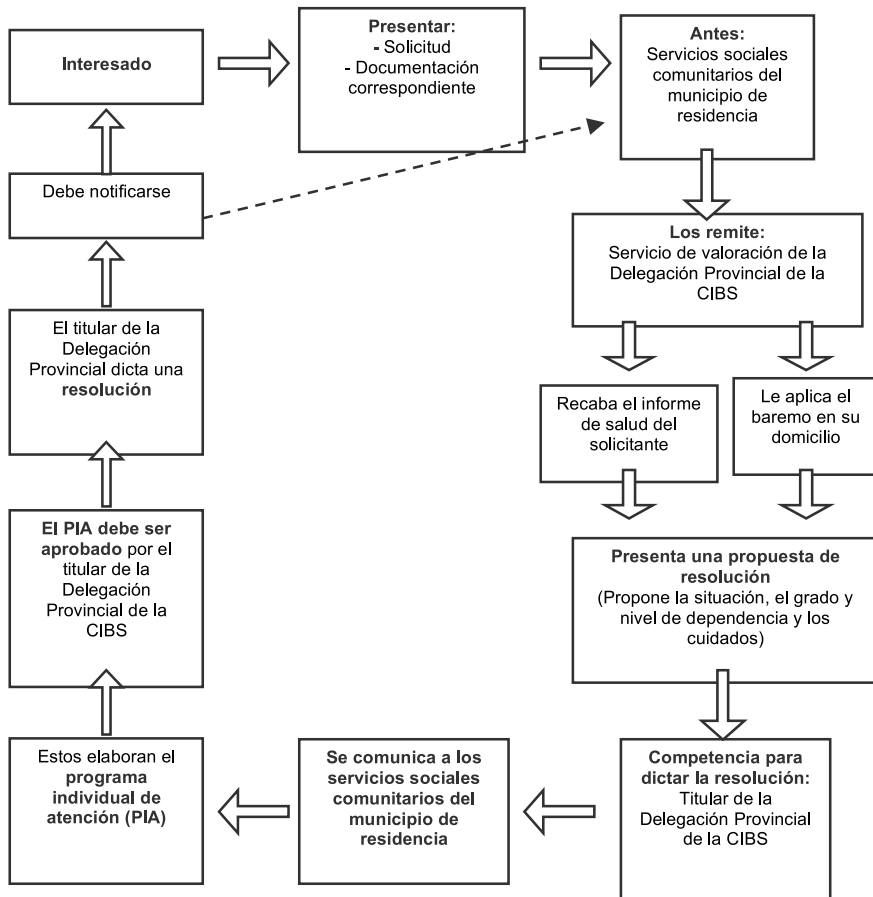 Interesado
Presentar:
- Solicitud
- Documentación
correspondiente
Antes:
Servicios sociales
comunitarios del
municipio de
residencia
Debe notificarse
Los remite:
Servicio de valoración de la
Delegación Provincial de la
CIBS
El titular de la
Delegación
Provincial dicta una
resolución
Recaba el informe
de salud del
solicitante
Le aplica el
baremo en su
domicilio
El PIA debe ser
aprobado por el
titular de la
Delegación
Provincial de la
CIBS
Presenta una propuesta de
resolución
(Propone la situación, el grado y
nivel de dependencia y los
cuidados)
Estos elaboran el
programa
individual de
atención (PIA)
Se comunica a los
servicios sociales
comunitarios del
municipio de
residencia
Competencia para
dictar la resolución:
Titular de la
Delegación Provincial
de la CIBS